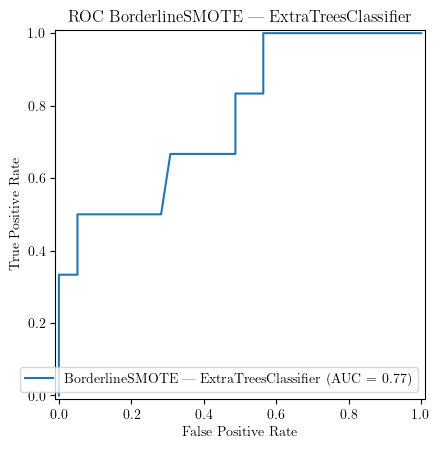 ROC BorderlineSMOTE — ExtraTreesClassifier
1.0
0.8
0.6
0.4
0.2
0.0
True Positive Rate
BorderlineSMOTE — ExtraTreesClassifier (AUC = 0.77)
0.0 0.2 0.4 0.6 0.8 1.0
False Positive Rate